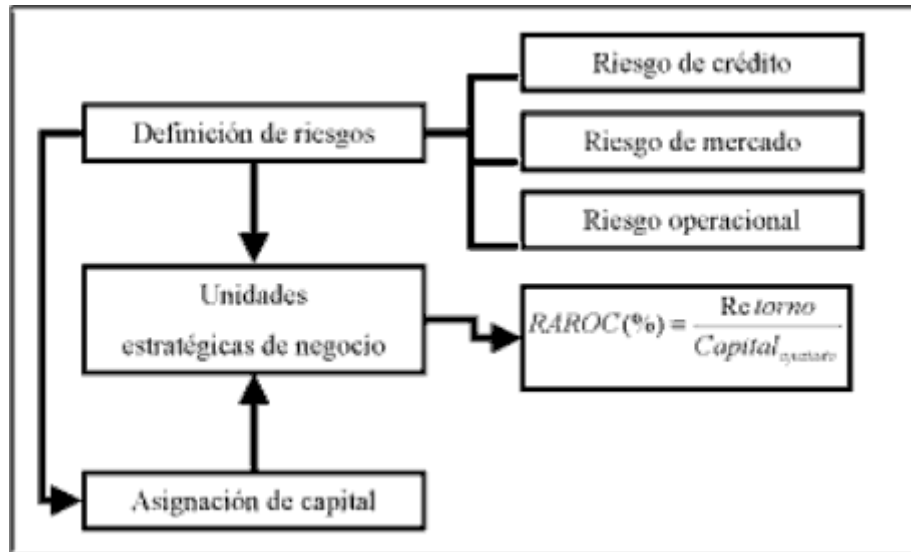 Riesgo de crédito
Definición de riesgos
Riesgo de mercado
Riesgo operacional
Unidades
estratégicas de negocio
RAROC(%) = Retorno / Capital
Asignación de capital